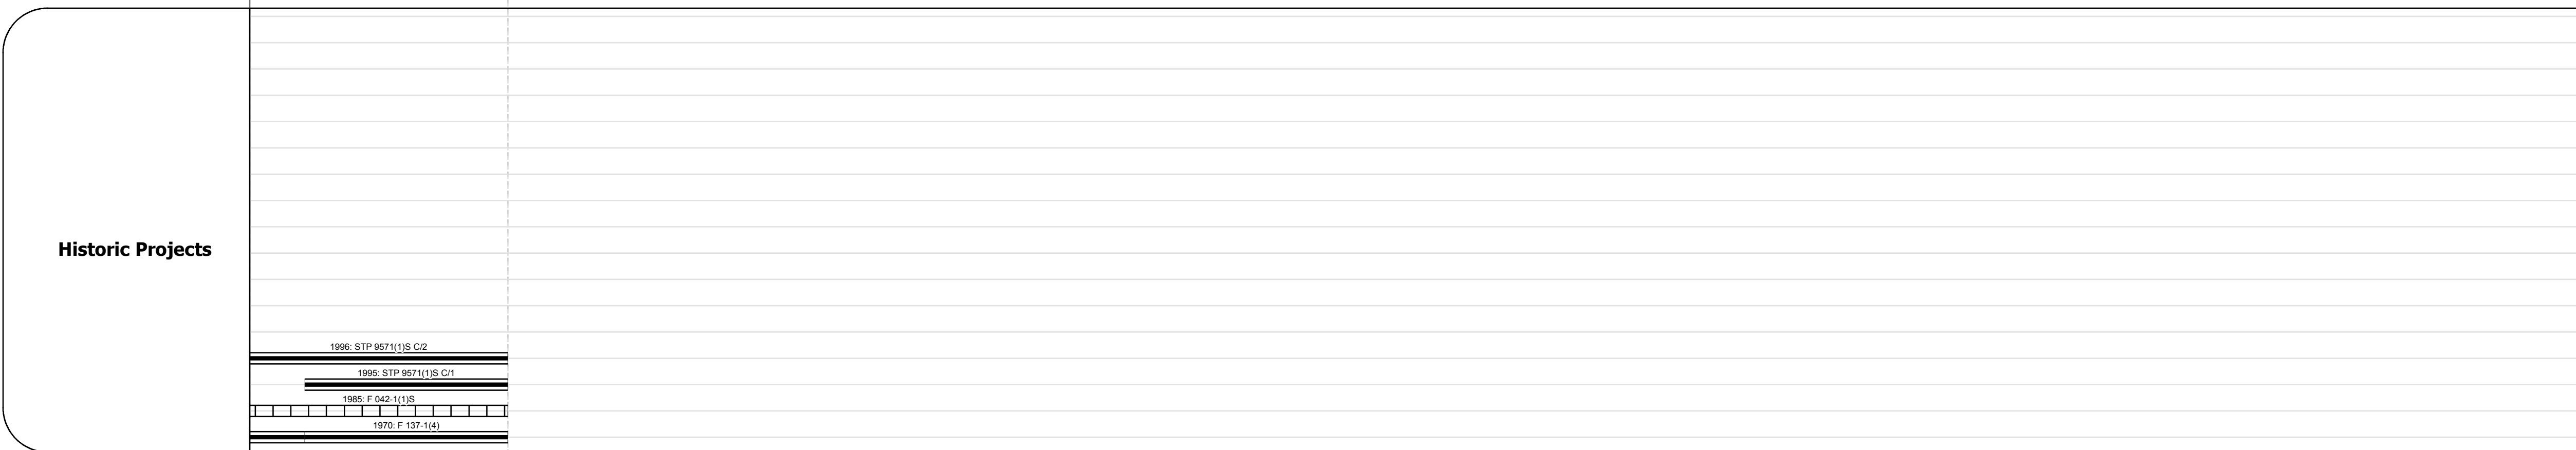 Historic Projects
1996: STP 9571(1)S C/2
1995: STP 9571(1)S C/1
1985: F 042-1(1)S
1970: F 137-1(4)